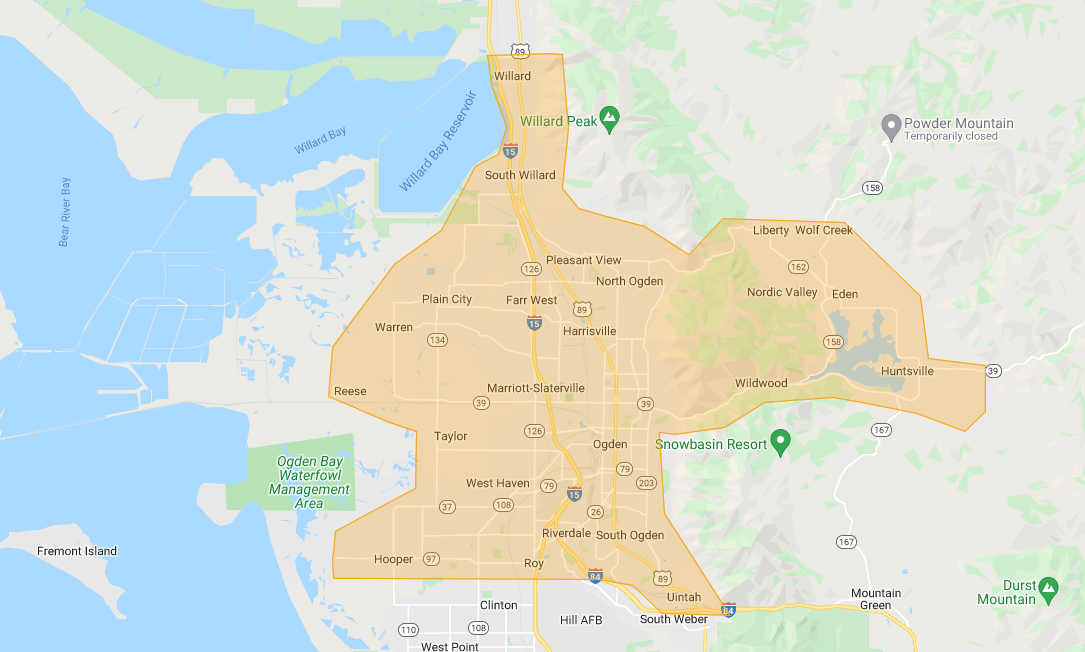 89
Willard
Willard Peak
Powder Mountain
Temporarily closed
Willard Bay
Willard Bay Reservoir
15
South Willard
158
Bear River Bay
Liberty
Wolf Creek
Pleasant View
126
162
North Ogden
Plain City
Farr West
89
Nordic Valley
Eden
Warren
15
Harrisville
134
158
39
Huntsville
Reese
Marriott-Slaterville
Wildwood
39
39
Taylor
126
Ogden
Snowbasin Resort
167
Ogden Bay
Waterfowl
Management
Area
79
West Haven
79
203
15
37
108
26
Riverdale
South Ogden
167
Fremont Island
Hooper
97
Roy
84
89
Durst
Mountain
Uintah
Mountain
Green
Clinton
84
Hill AFB
South Weber
110
108
West Point